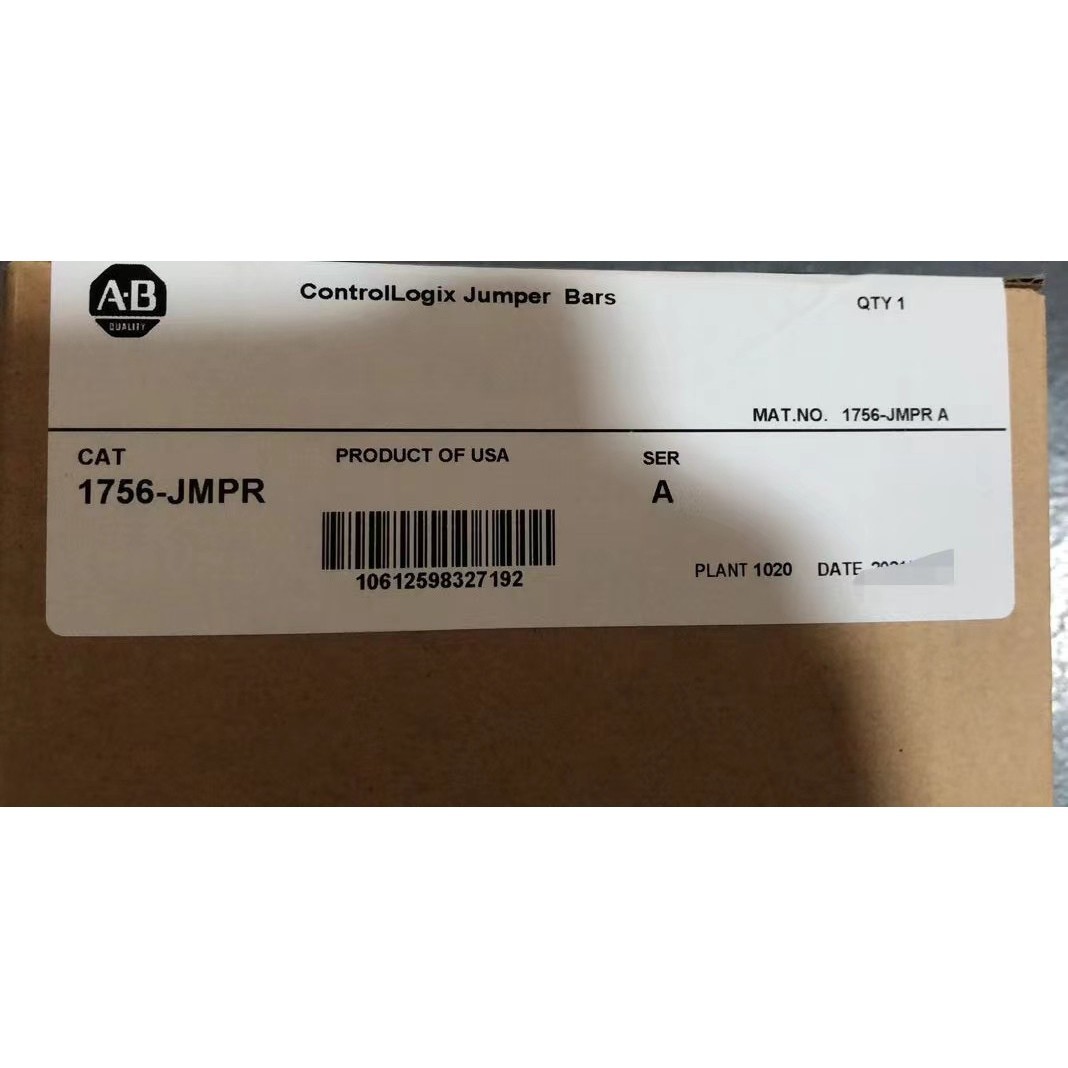 A·B
QUALITY
ControlLogix Jumper Bars
QTY 1
MAT.NO. 1756-JMPR A
CAT
1756-JMPR
PRODUCT OF USA
10612598327192
SER
A
PLANT 1020 DATE